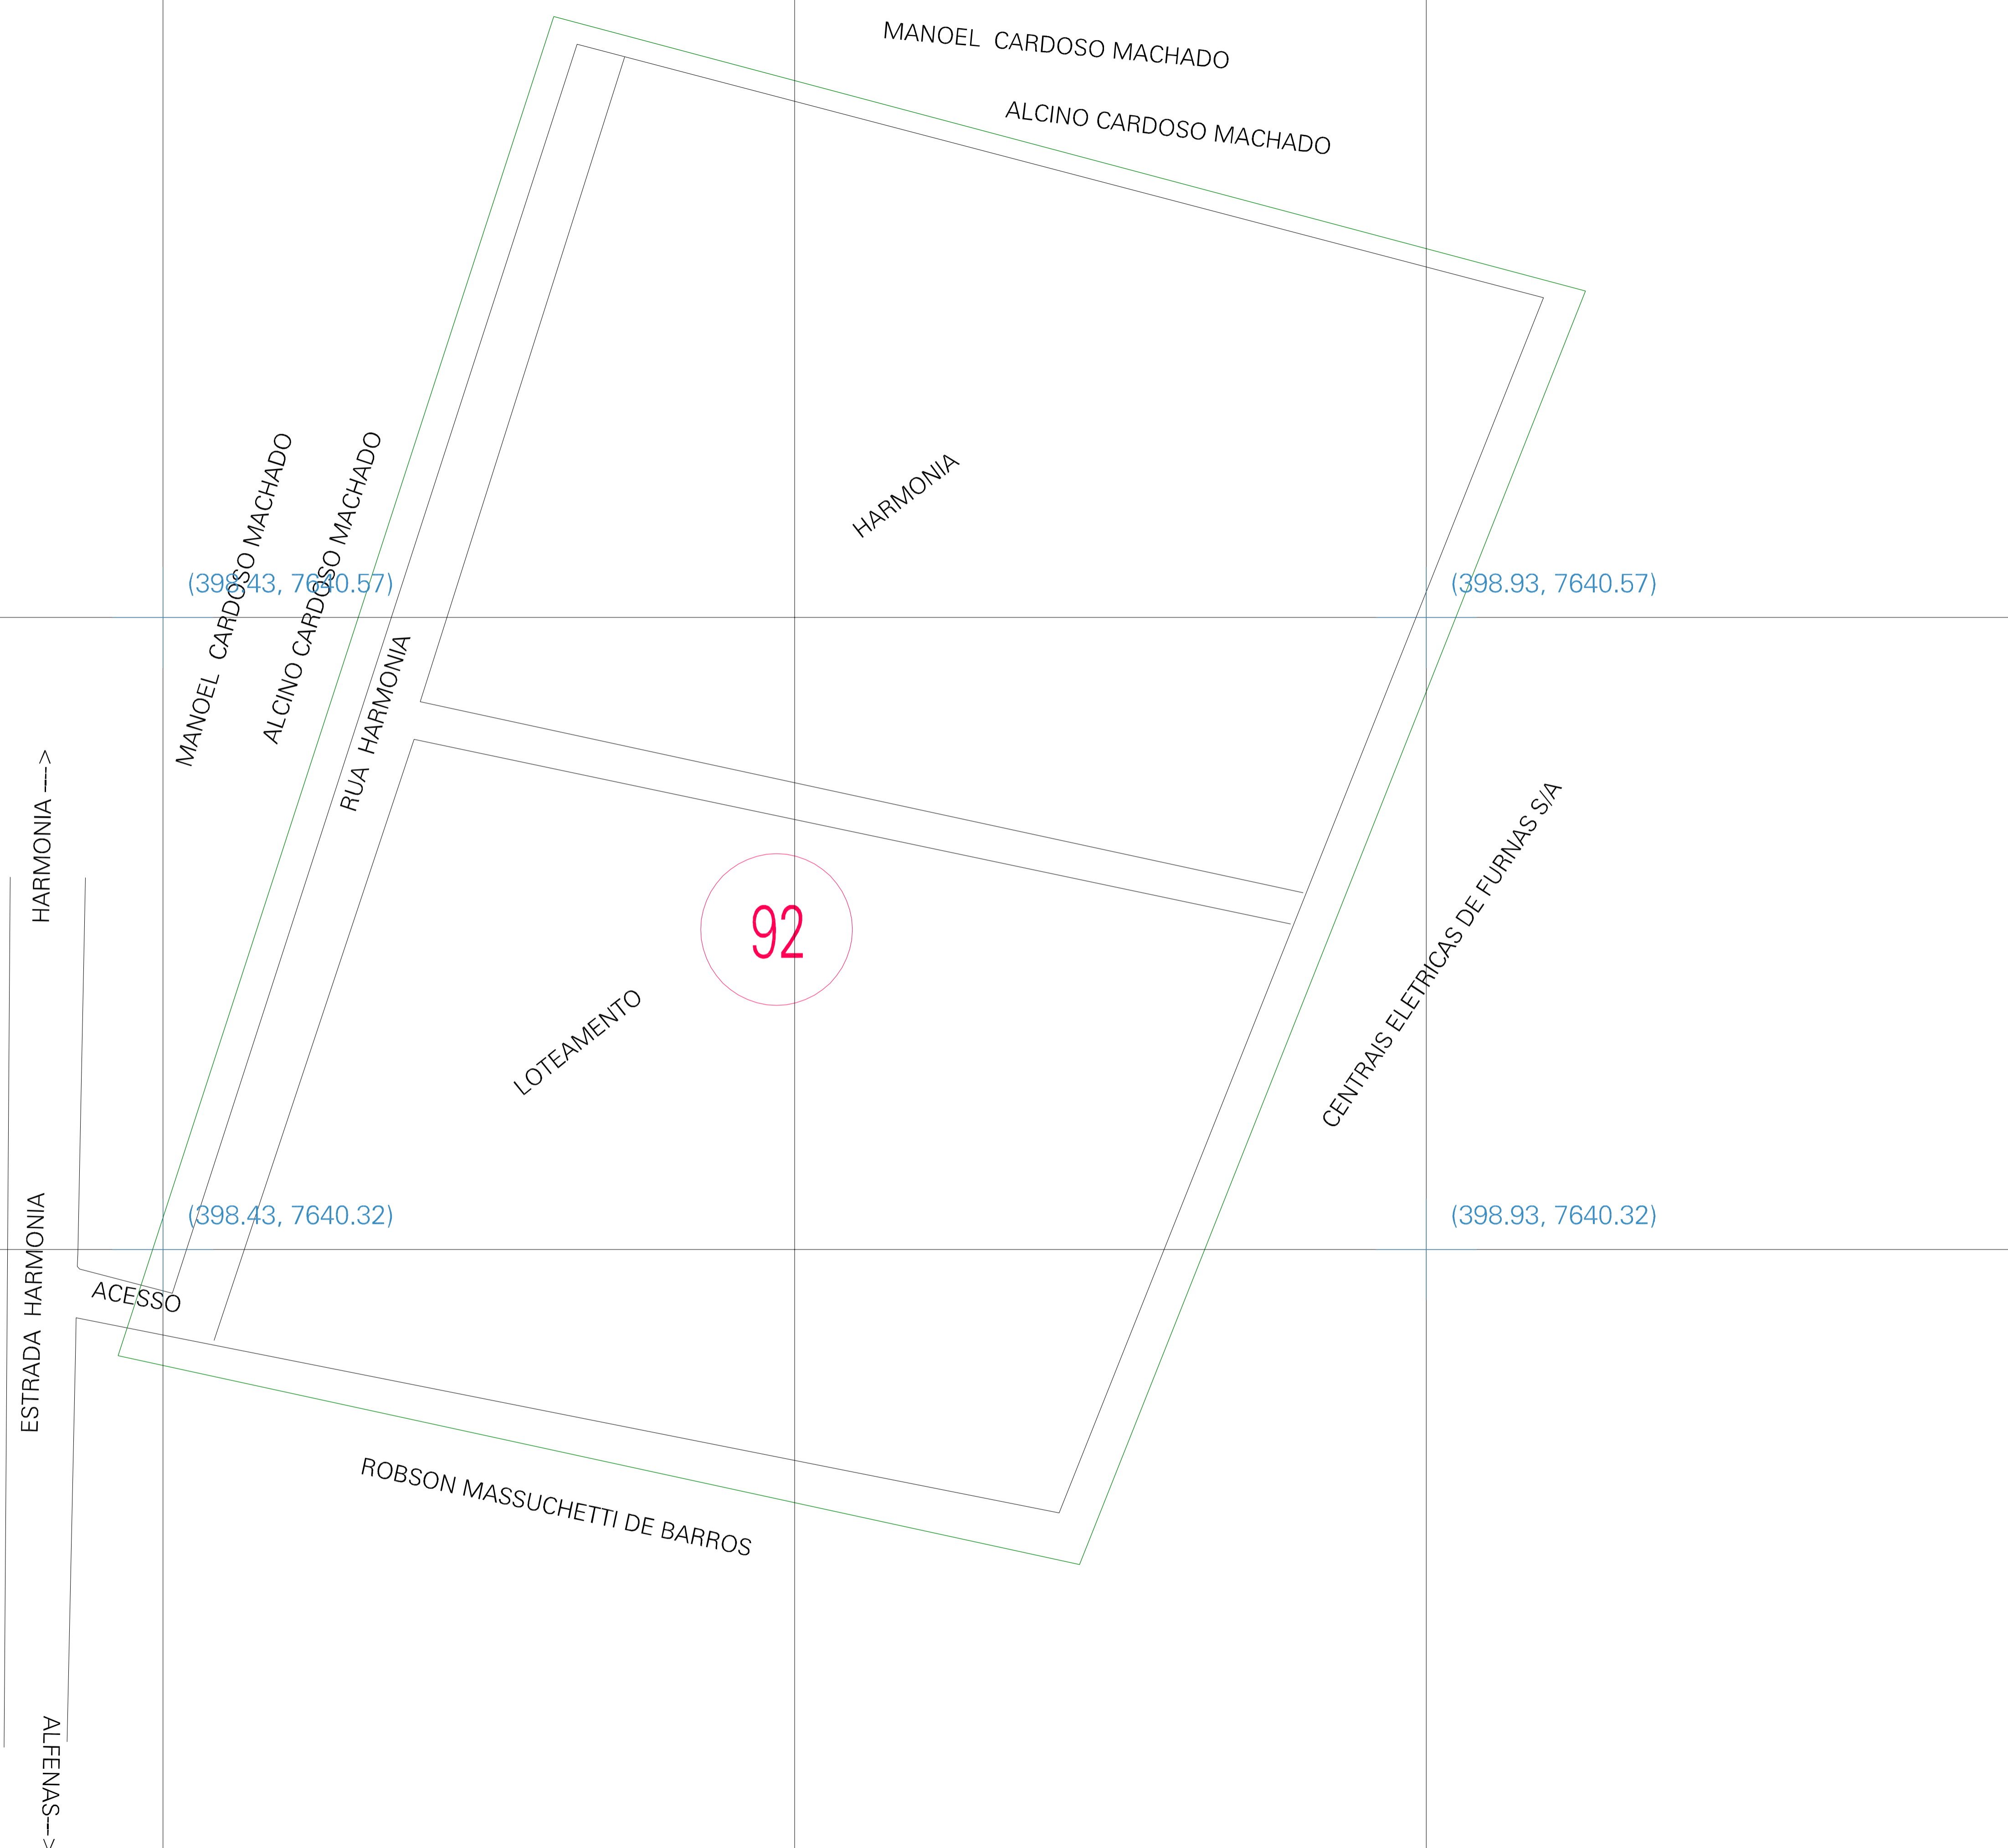 MANOEL  CARDOSO MACHADO
ALCINO CARDOSO MACHADO
HARMONIA
MANOEL  CARDOSO MACHADO
ALCINO CARDOSO MACHADO
(398.43, 7640.57)
(398.93, 7640.57)
RUA  HARMONIA
HARMONIA --->
CENTRAIS ELETRICAS DE FURNAS S/A
92
LOTEAMENTO
(398.43, 7640.32)
(398.93, 7640.32)
ESTRADA  HARMONIA
ACESSO
ROBSON MASSUCHETTI DE BARROS
ALFENAS--->